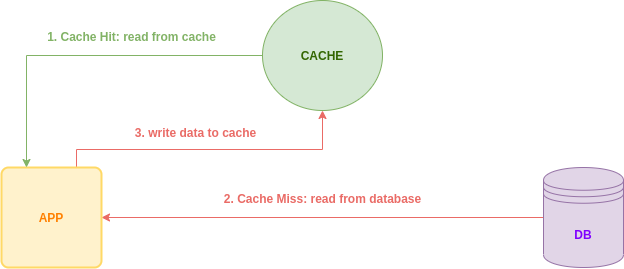 1. Cache Hit: read from cache
CACHE
3. write data to cache
2. Cache Miss: read from database
APP
DB